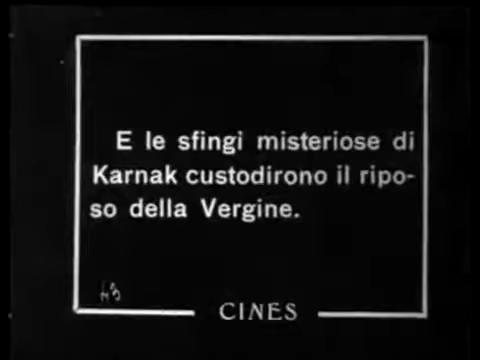 E le sfingi misteriose di
Karnak custodirono il ripo-
so della Vergine.
CINES